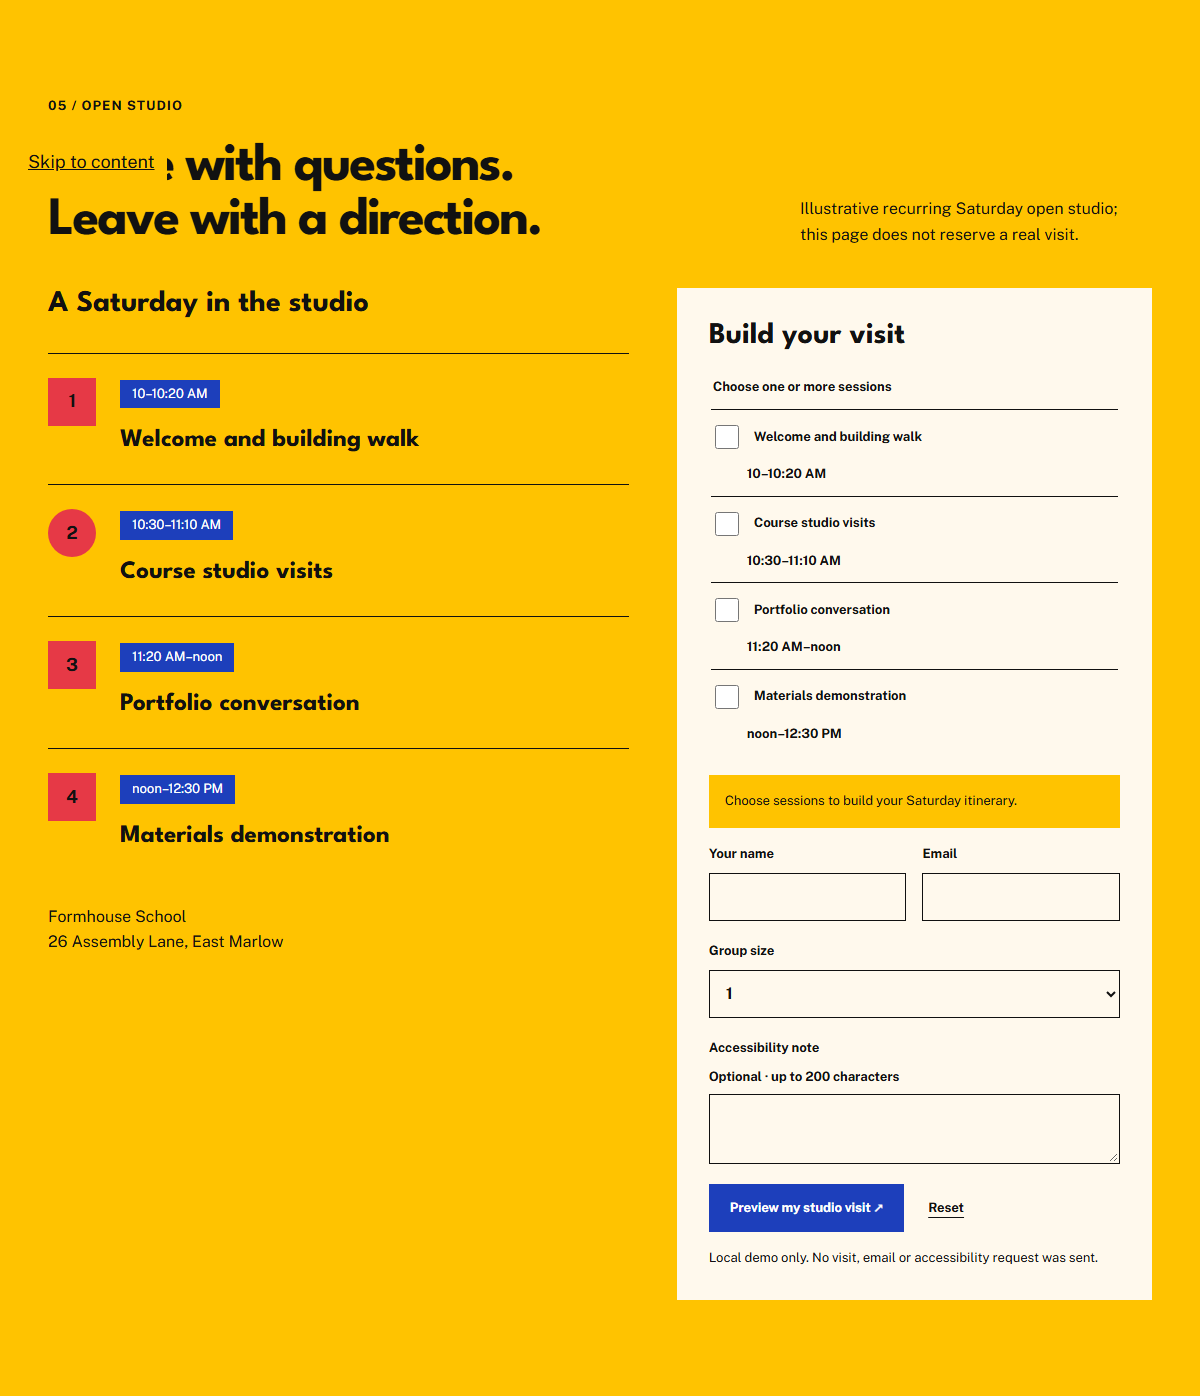 05 / OPEN STUDIO
Skip to content
with questions.
Leave with a direction.
Illustrative recurring Saturday open studio;
this page does not reserve a real visit.
A Saturday in the studio
1
10–10:20 AM
Welcome and building walk
2
10:30–11:10 AM
Course studio visits
3
11:20 AM–noon
Portfolio conversation
4
noon–12:30 PM
Materials demonstration
Formhouse School
26 Assembly Lane, East Marlow
Build your visit
Choose one or more sessions
Welcome and building walk
10–10:20 AM
Course studio visits
10:30–11:10 AM
Portfolio conversation
11:20 AM–noon
Materials demonstration
noon–12:30 PM
Choose sessions to build your Saturday itinerary.
Your name
Email
Group size
1
Accessibility note
Optional · up to 200 characters
Preview my studio visit ↗
Reset
Local demo only. No visit, email or accessibility request was sent.